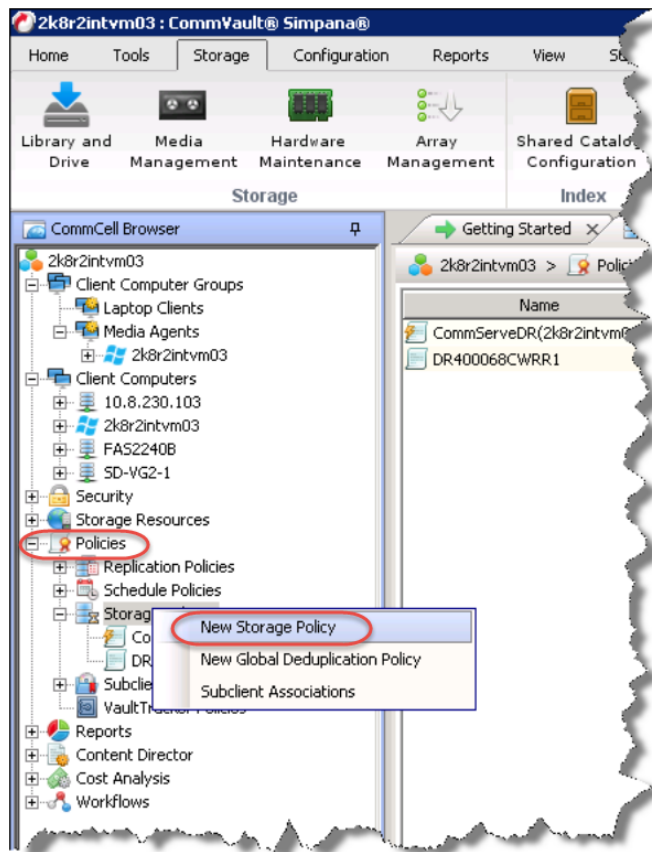 2k8r2intvm03 : CommVault® Simpana®
Home Tools Storage Configuration Reports View
Library and Drive
Media Management
Hardware Maintenance
Array Management
Shared Catalog Configuration
Storage
Index
CommCell Browser
2k8r2intvm03
Client Computer Groups
Laptop Clients
Media Agents
2k8r2intvm03
Client Computers
10.8.230.103
2k8r2intvm03
FAS2240B
SD-VG2-1
Security
Storage Resources
Policies
Replication Policies
Schedule Policies
Storag
Co
DR
Subclie
VaultTracker Policies
Reports
Content Director
Cost Analysis
Workflows
New Storage Policy
New Global Deduplication Policy
Subclient Associations
Getting Started
2k8r2intvm03 > Polici
Name
CommServeDR(2k8r2intvm0
DR400068CWRR1